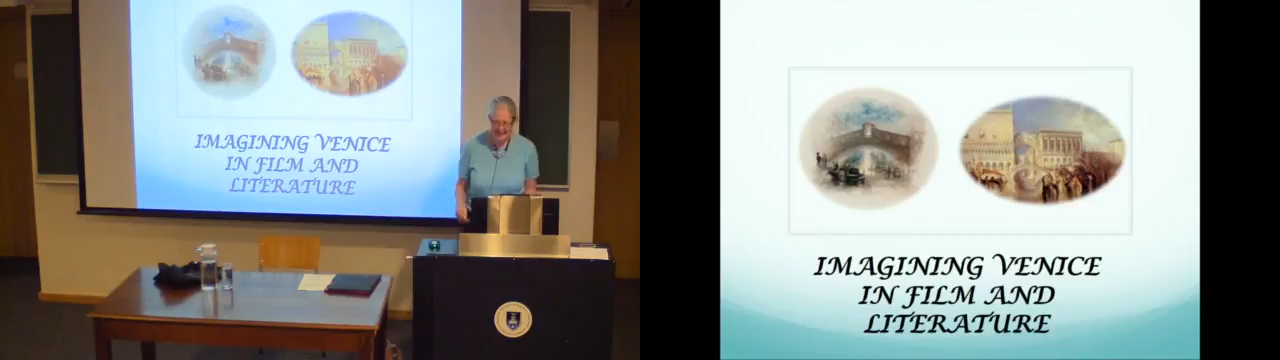 IMAGINING VENICE
IN FILM AND
LITERATURE
IMAGINING VENICE
IN FILM AND
LITERATURE